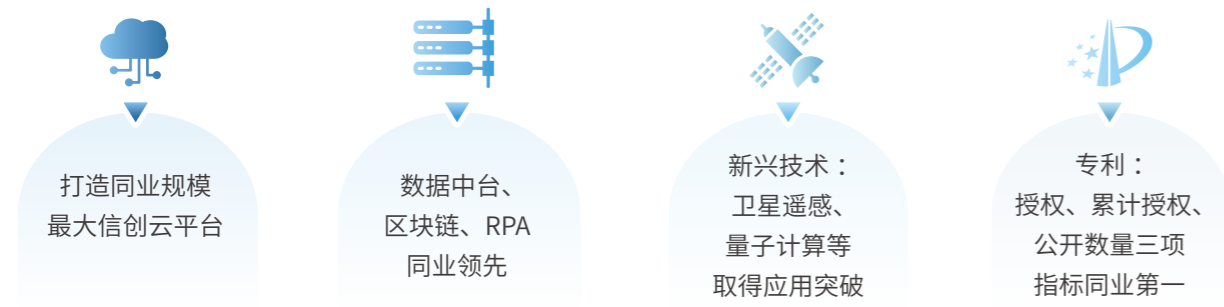 打造同业规模
最大信创云平台
数据中台、
区块链、RPA
同业领先
新兴技术：
卫星遥感、
量子计算等
取得应用突破
专利：
授权、累计授权、
公开数量三项
指标同业第一